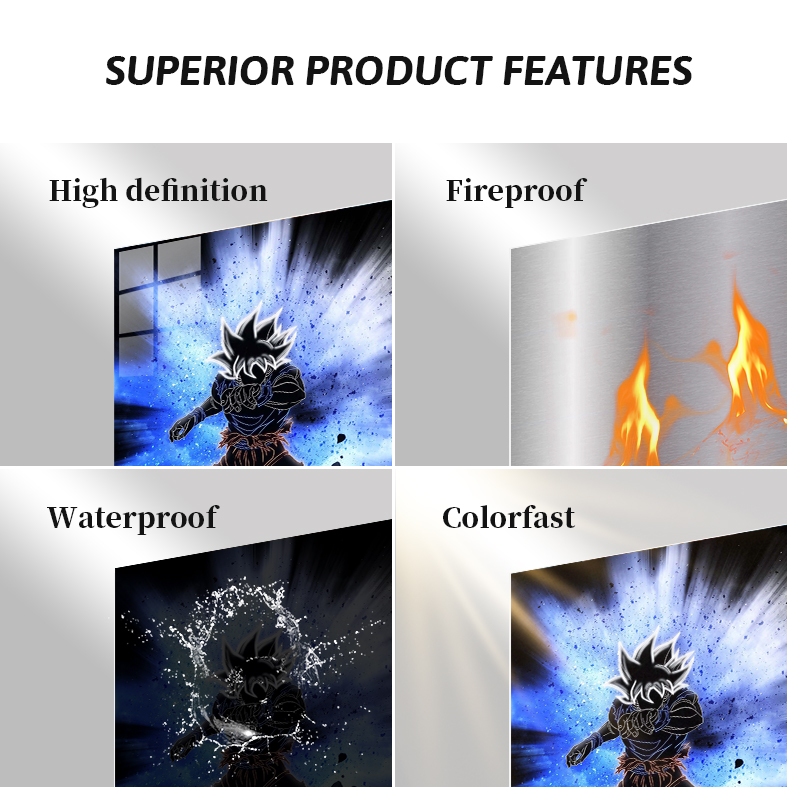 SUPERIOR PRODUCT FEATURES
High definition
Fireproof
Waterproof
Colorfast